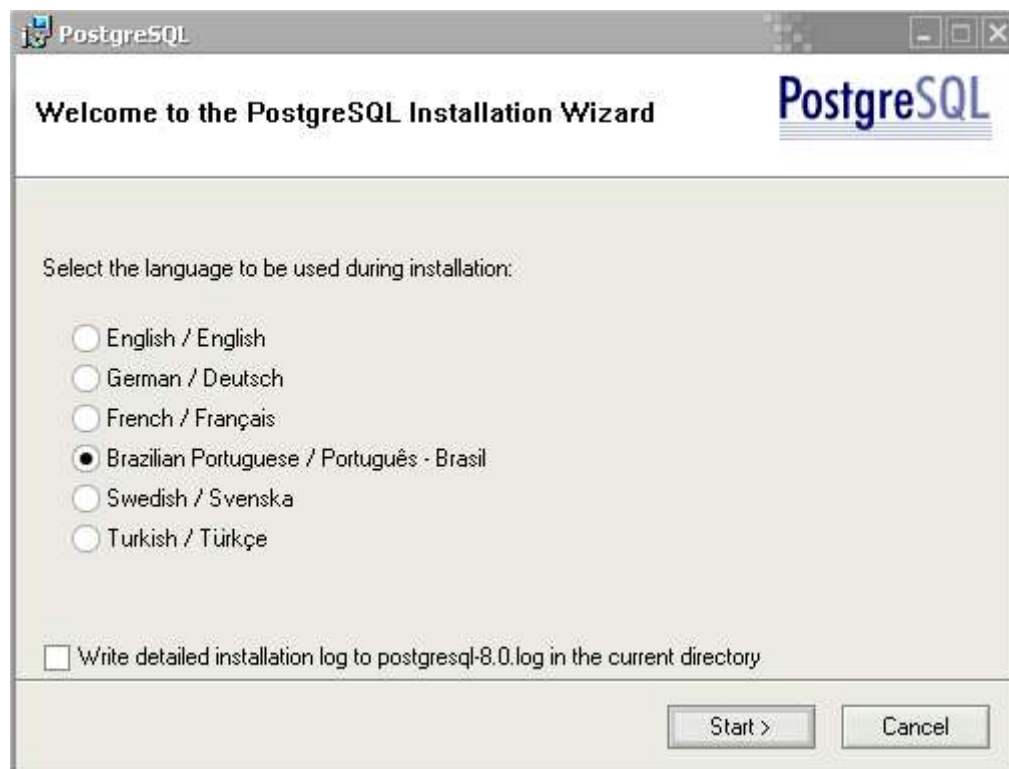 PostgreSQL
Welcome to the PostgreSQL Installation Wizard
PostgreSQL
Select the language to be used during installation:
English / English
German / Deutsch
French / Français
Brazilian Portuguese / Português - Brasil
Swedish / Svenska
Turkish / Türkçe
Write detailed installation log to postgresql-8.0.log in the current directory
Start >
Cancel